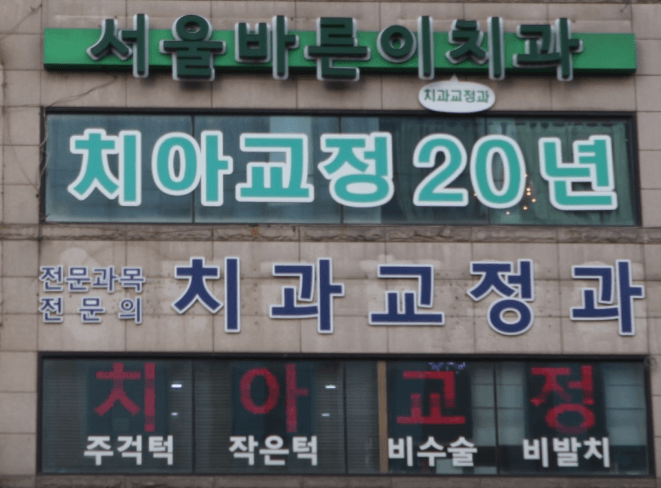 서울바른이치과
치과교정과
치아교정 20년
전문과목
전문의
치과교정과
치아교정
주걱턱 작은턱 비수술 비발치